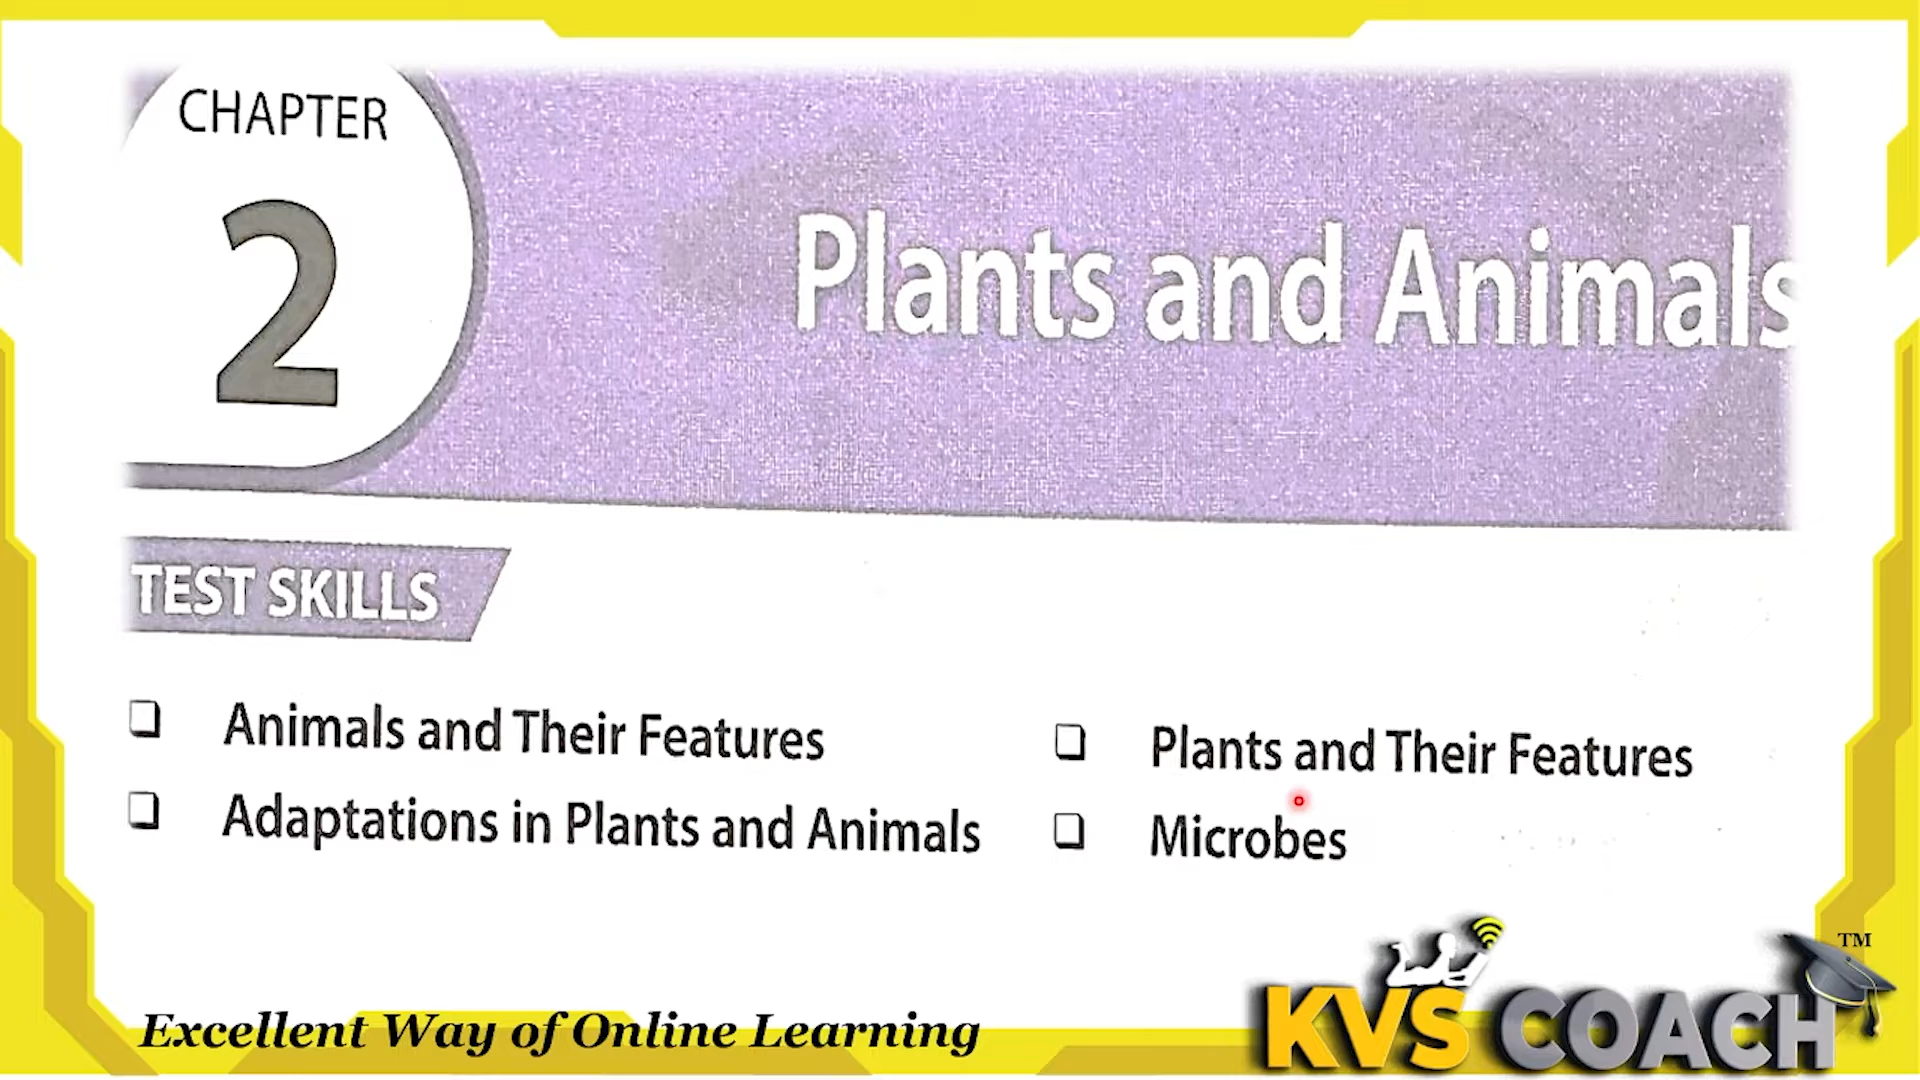 CHAPTER
2
Plants and Animals
TEST SKILLS
❑ Animals and Their Features
❑ Plants and Their Features
❑ Adaptations in Plants and Animals
❑ Microbes
Excellent Way of Online Learning
KVS COACH
TM